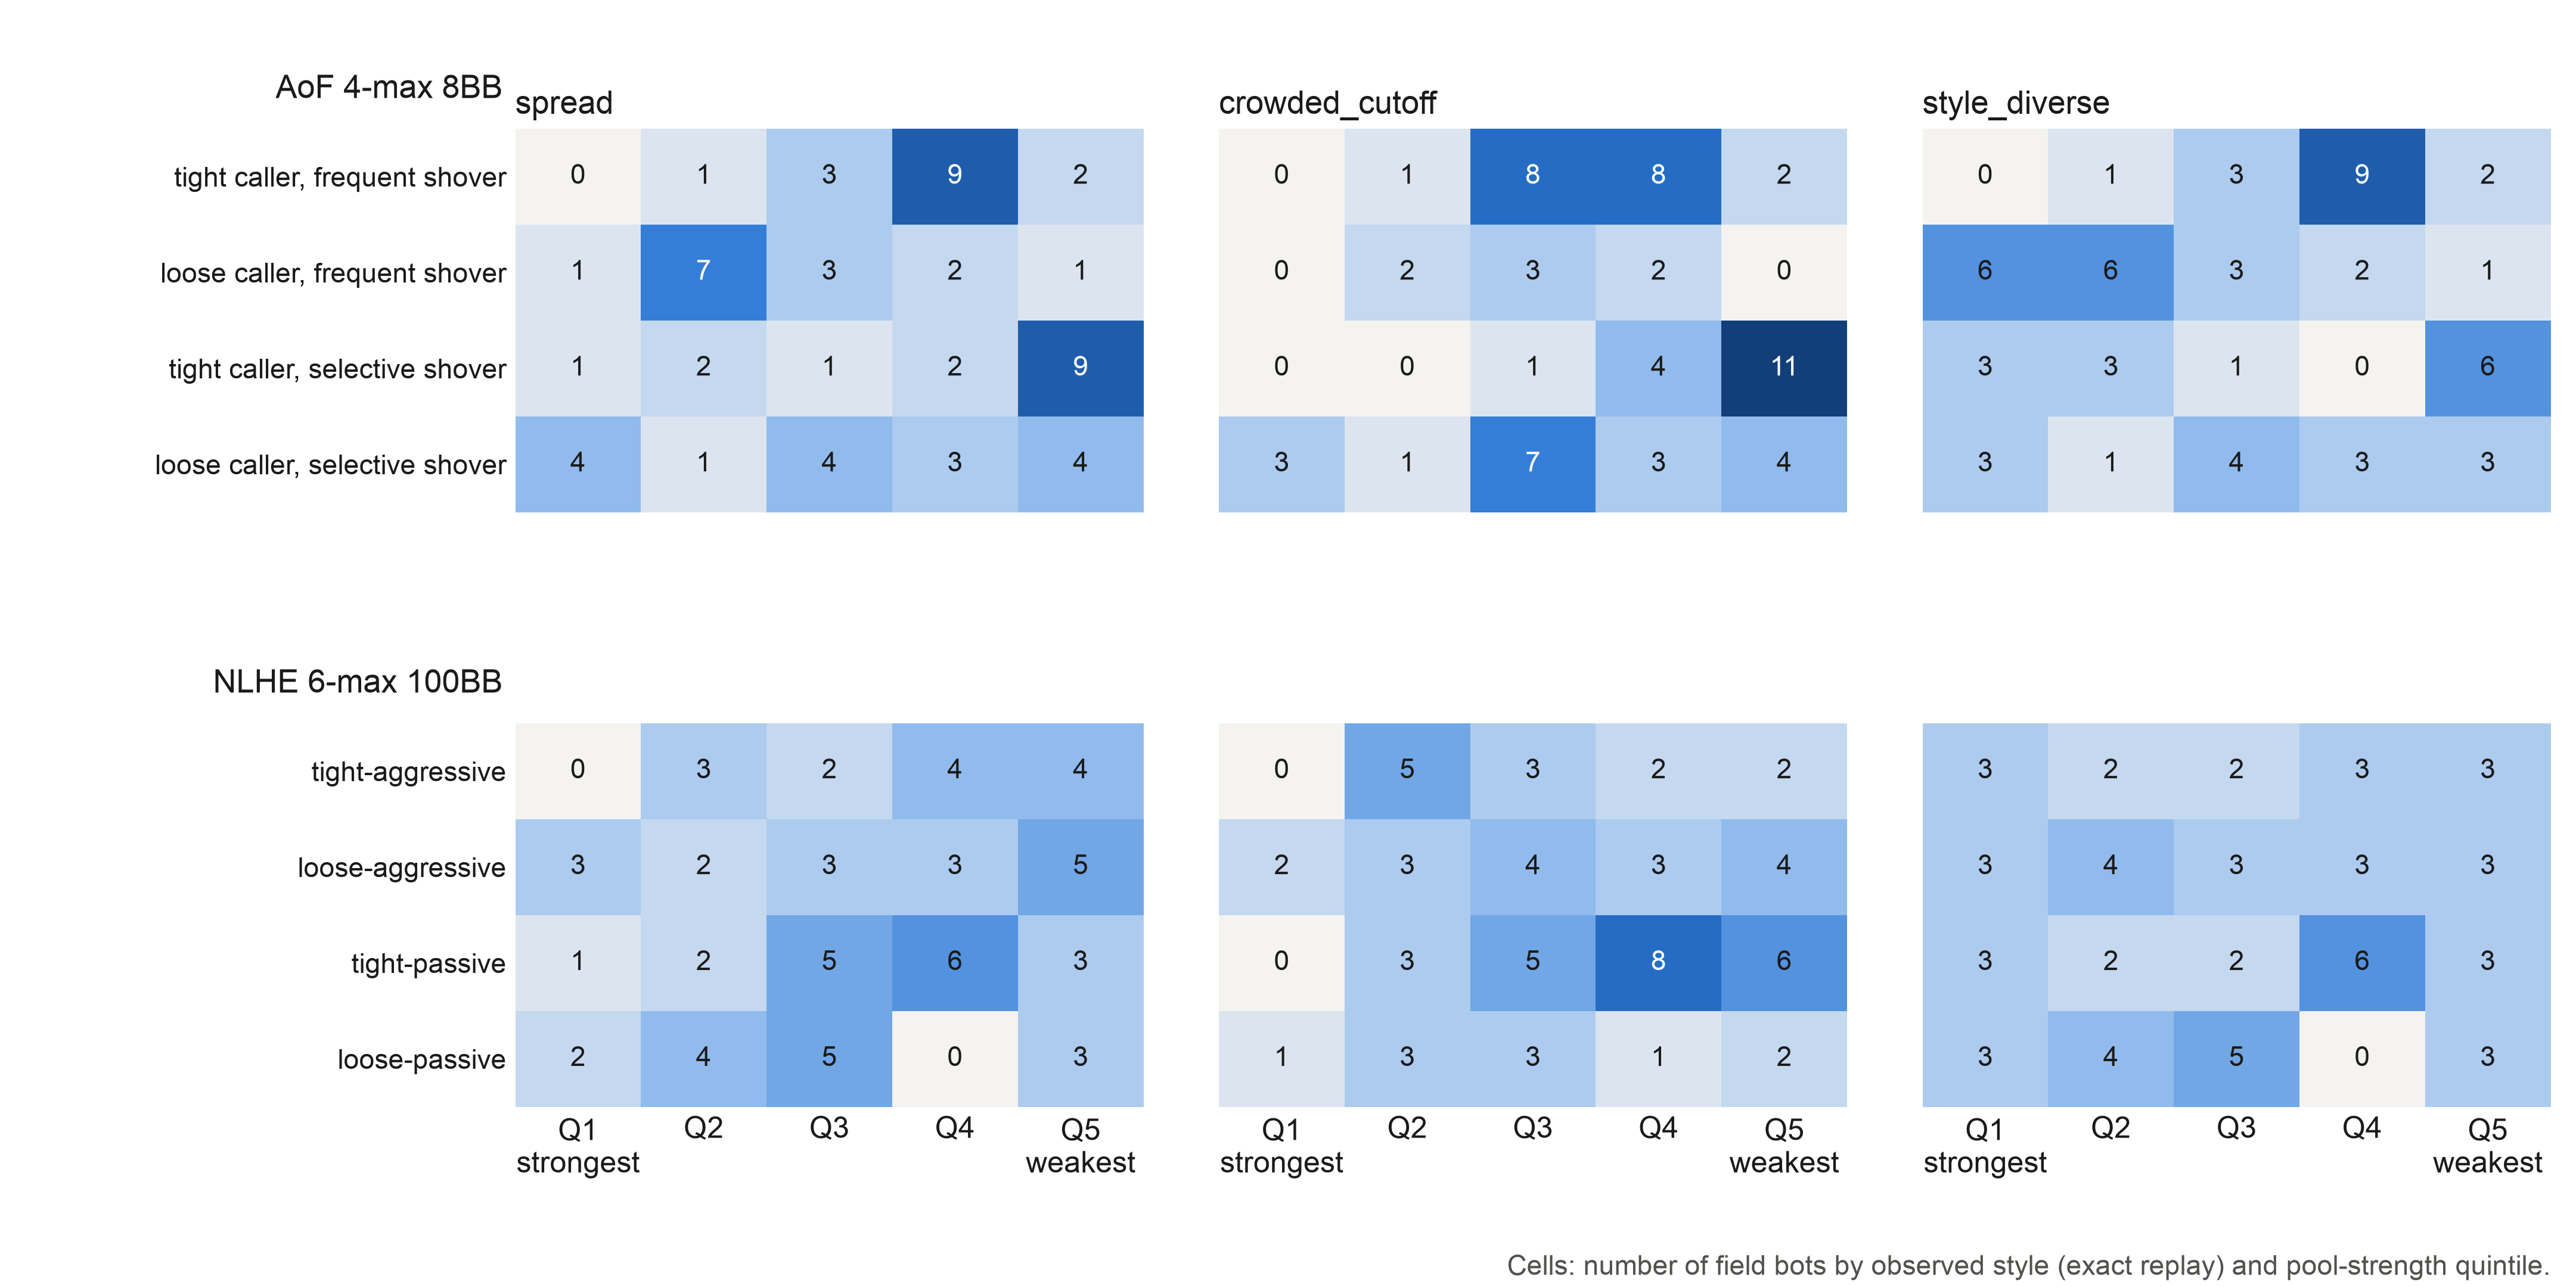 AoF 4-max 8BB
spread crowded_cutoff style_diverse
tight caller, frequent shover 0 1 3 9 2 0 1 8 8 2 0 1 3 9 2
loose caller, frequent shover 1 7 3 2 1 0 2 3 2 0 6 6 3 2 1
tight caller, selective shover 1 2 1 2 9 0 0 1 4 11 3 3 1 0 6
loose caller, selective shover 4 1 4 3 4 3 1 7 3 4 3 1 4 3 3
NLHE 6-max 100BB
tight-aggressive 0 3 2 4 4 0 5 3 2 2 3 2 2 3 3
loose-aggressive 3 2 3 3 5 2 3 4 3 4 3 4 3 3 3
tight-passive 1 2 5 6 3 0 3 5 8 6 3 2 2 6 3
loose-passive 2 4 5 0 3 1 3 3 1 2 3 4 5 0 3
Q1 Q2 Q3 Q4 Q5 Q1 Q2 Q3 Q4 Q5 Q1 Q2 Q3 Q4 Q5
strongest weakest strongest weakest strongest weakest
Cells: number of field bots by observed style (exact replay) and pool-strength quintile.